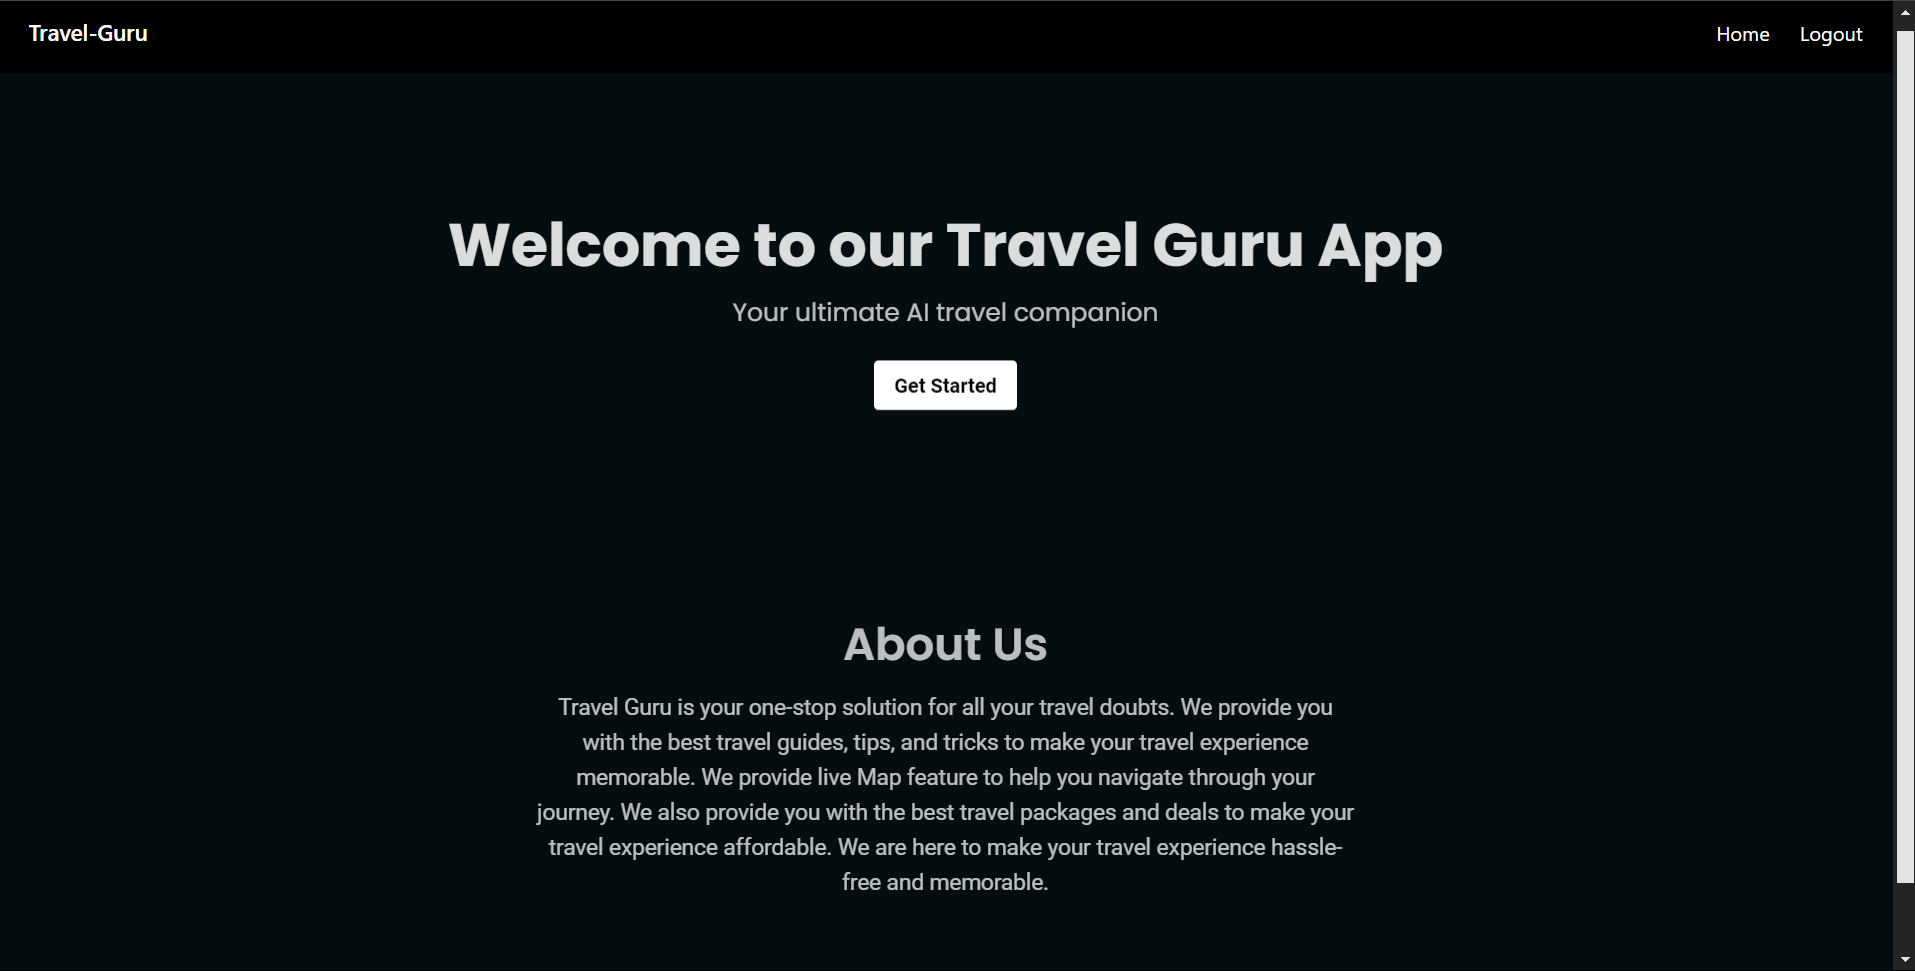 Travel-Guru
Home
Logout
Welcome to our Travel Guru App
Your ultimate AI travel companion
Get Started
About Us
Travel Guru is your one-stop solution for all your travel doubts. We provide you
with the best travel guides, tips, and tricks to make your travel experience
memorable. We provide live Map feature to help you navigate through your
journey. We also provide you with the best travel packages and deals to make your
travel experience affordable. We are here to make your travel experience hassle-
free and memorable.